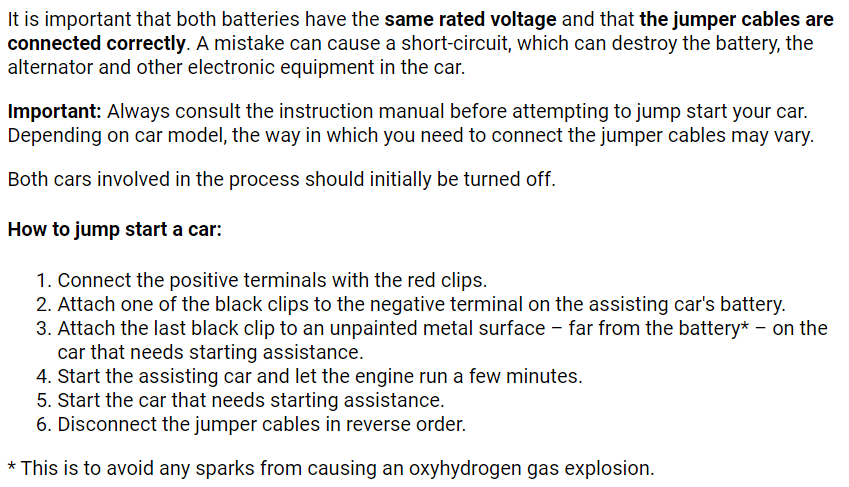 It is important that both batteries have the same rated voltage and that the jumper cables are
connected correctly. A mistake can cause a short-circuit, which can destroy the battery, the
alternator and other electronic equipment in the car.
Important: Always consult the instruction manual before attempting to jump start your car.
Depending on car model, the way in which you need to connect the jumper cables may vary.
Both cars involved in the process should initially be turned off.
How to jump start a car:
1. Connect the positive terminals with the red clips.
2. Attach one of the black clips to the negative terminal on the assisting car's battery.
3. Attach the last black clip to an unpainted metal surface – far from the battery* – on the
car that needs starting assistance.
4. Start the assisting car and let the engine run a few minutes.
5. Start the car that needs starting assistance.
6. Disconnect the jumper cables in reverse order.
* This is to avoid any sparks from causing an oxyhydrogen gas explosion.